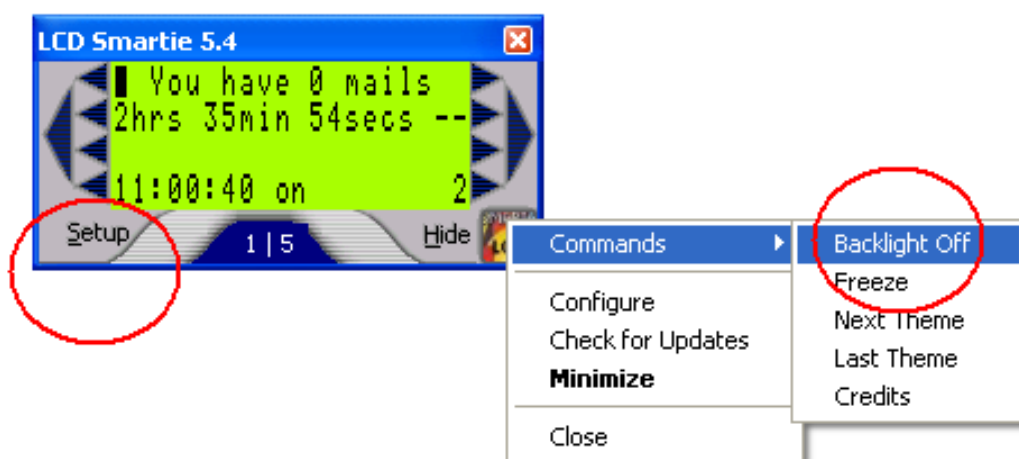 LCD Smartie 5.4
You have 0 mails
2hrs 35min 54secs --
11:00:40 on 2
Setup
1 | 5
Hide
Commands
Configure
Check for Updates
Minimize
Close
Backlight Off
Freeze
Next Theme
Last Theme
Credits